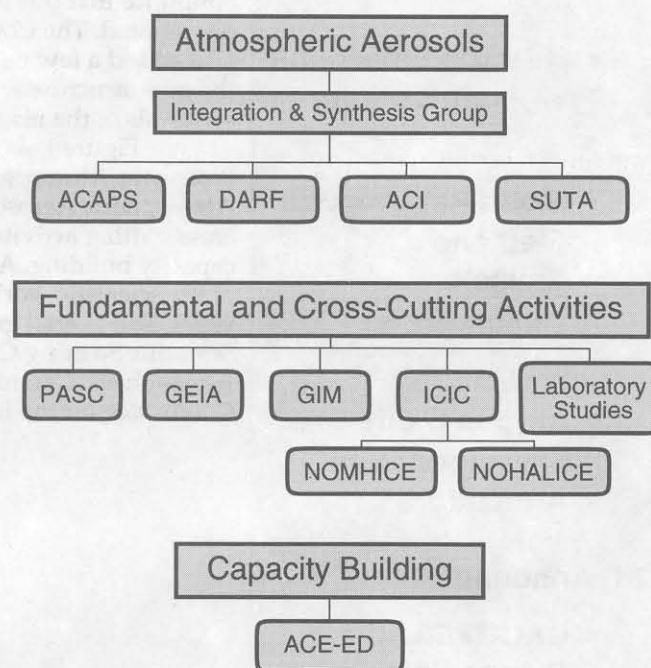 Atmospheric Aerosols
Integration & Synthesis Group
ACAPS DARF ACI SUTA
Fundamental and Cross-Cutting Activities
PASC GEIA GIM ICIC Laboratory
Studies
NOMHICE NOHALICE
Capacity Building
ACE-ED